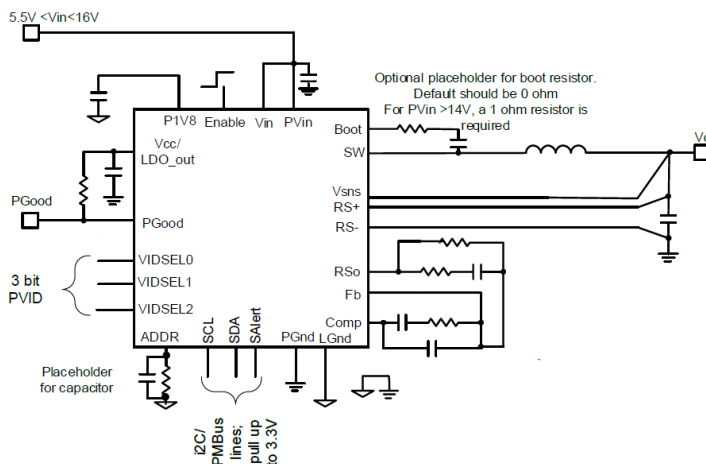 5.5V <Vin<16V
Optional placeholder for boot resistor.
Default should be 0 ohm
For PVin >14V, a 1 ohm resistor is
required
P1V8
Enable
Vin
PVin
Boot
SW
Vcc/
LDO_out
Vsns
RS+
RS-
PGood
PGood
VIDSEL0
VIDSEL1
VIDSEL2
3 bit
PVID
RSo
Fb
Comp
ADDR
SCL
SDA
SAlert
PGnd
LGnd
Placeholder
for capacitor
i2C/
PMBus
lines;
pull up
to 3.3V